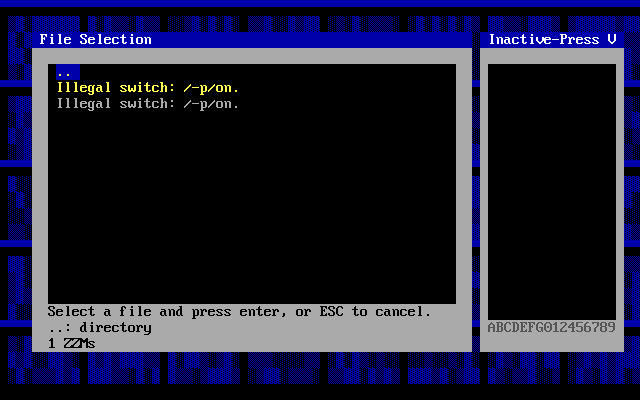 File Selection
Inactive-Press V
..
Illegal switch: /-p/on.
Illegal switch: /-p/on.
Select a file and press enter, or ESC to cancel.
..: directory
1 ZZMs
ABCDEFG012456789